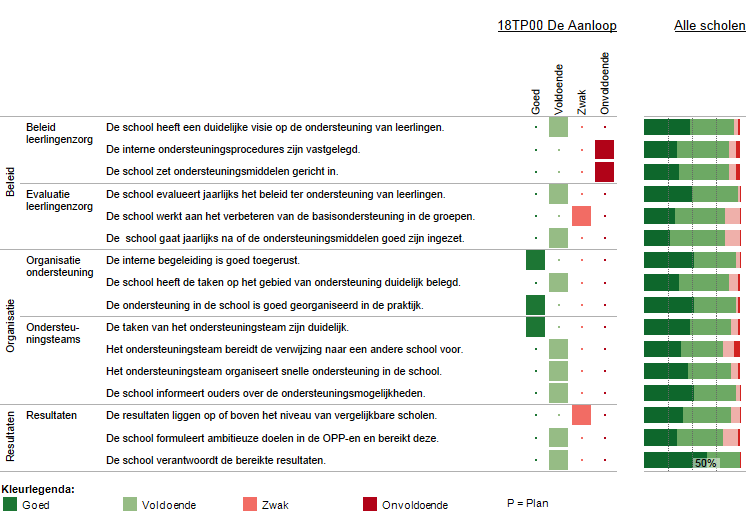 18TP00 De Aanloop
Alle scholen
Goed
Voldoende
Zwak
Onvoldoende
Beleid
Beleid
leerlingenzorg
De school heeft een duidelijke visie op de ondersteuning van leerlingen.
De interne ondersteuningsprocedures zijn vastgelegd.
De school zet ondersteuningsmiddelen gericht in.
Evaluatie
leerlingenzorg
De school evalueert jaarlijks het beleid ter ondersteuning van leerlingen.
De school werkt aan het verbeteren van de basisondersteuning in de groepen.
De school gaat jaarlijks na of de ondersteuningsmiddelen goed zijn ingezet.
Organisatie
Organisatie
ondersteuning
De interne begeleiding is goed toegerust.
De school heeft de taken op het gebied van ondersteuning duidelijk belegd.
De ondersteuning in de school is goed georganiseerd in de praktijk.
Ondersteu-
ningsteams
De taken van het ondersteuningsteam zijn duidelijk.
Het ondersteuningsteam bereidt de verwijzing naar een andere school voor.
Het ondersteuningsteam organiseert snelle ondersteuning in de school.
De school informeert ouders over de ondersteuningsmogelijkheden.
Resultaten
Resultaten
De resultaten liggen op of boven het niveau van vergelijkbare scholen.
De school formuleert ambitieuze doelen in de OPP-en en bereikt deze.
De school verantwoordt de bereikte resultaten.
50%
Kleurlegenda:
Goed
Voldoende
Zwak
Onvoldoende
P = Plan